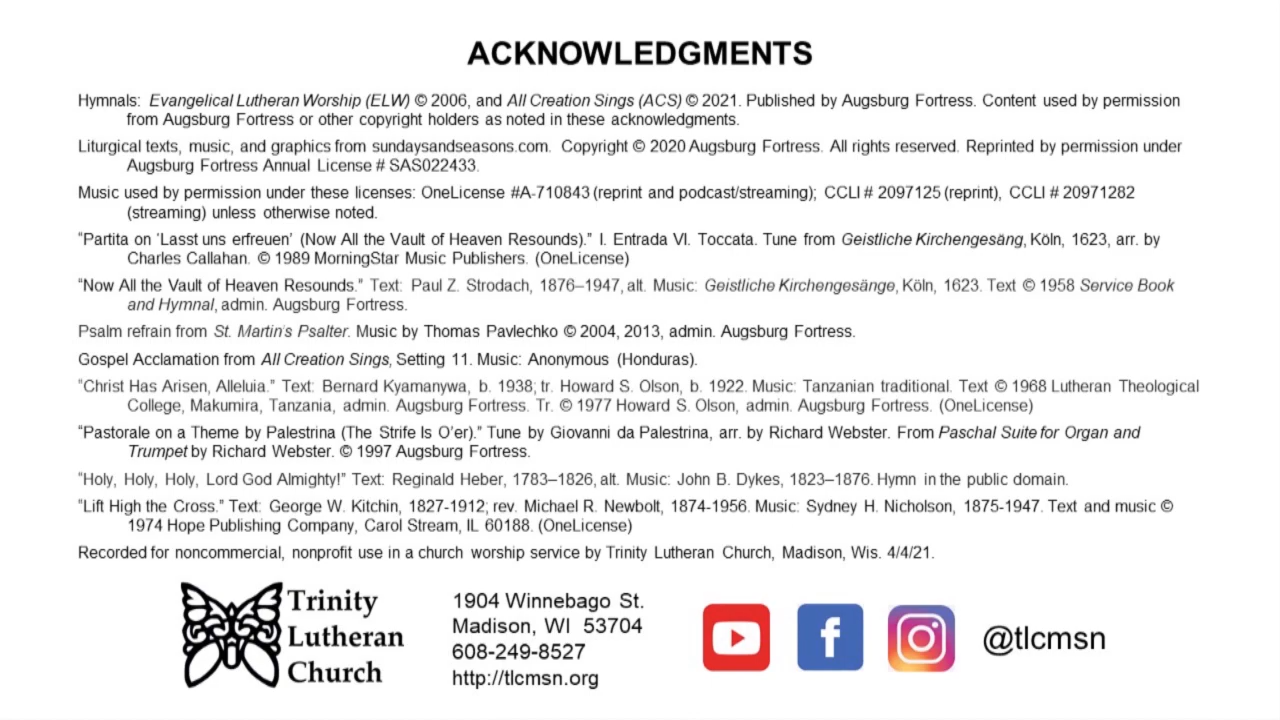 ACKNOWLEDGMENTS
Hymnals: Evangelical Lutheran Worship (ELW) © 2006, and All Creation Sings (ACS) © 2021. Published by Augsburg Fortress. Content used by permission
from Augsburg Fortress or other copyright holders as noted in these acknowledgments.
Liturgical texts, music, and graphics from sundaysandseasons.com. Copyright © 2020 Augsburg Fortress. All rights reserved. Reprinted by permission under
Augsburg Fortress Annual License # SAS022433.
Music used by permission under these licenses: OneLicense #A-710843 (reprint and podcast/streaming); CCLI # 2097125 (reprint), CCLI # 20971282
(streaming) unless otherwise noted.
“Partita on ‘Lasst uns erfreuen’ (Now All the Vault of Heaven Resounds).” I. Entrada VI. Toccata. Tune from Geistliche Kirchengesäng, Köln, 1623, arr. by
Charles Callahan. © 1989 MorningStar Music Publishers. (OneLicense)
“Now All the Vault of Heaven Resounds.” Text: Paul Z. Strodach, 1876–1947, alt. Music: Geistliche Kirchengesänge, Köln, 1623. Text © 1958 Service Book
and Hymnal, admin. Augsburg Fortress.
Psalm refrain from St. Martin's Psalter. Music by Thomas Pavlechko © 2004, 2013, admin. Augsburg Fortress.
Gospel Acclamation from All Creation Sings, Setting 11. Music: Anonymous (Honduras).
“Christ Has Arisen, Alleluia.” Text: Bernard Kyamanywa, b. 1938; tr. Howard S. Olson, b. 1922. Music: Tanzanian traditional. Text © 1968 Lutheran Theological
College, Makumira, Tanzania, admin. Augsburg Fortress. Tr. © 1977 Howard S. Olson, admin. Augsburg Fortress. (OneLicense)
“Pastorale on a Theme by Palestrina (The Strife Is O’er).” Tune by Giovanni da Palestrina, arr. by Richard Webster. From Paschal Suite for Organ and
Trumpet by Richard Webster. © 1997 Augsburg Fortress.
“Holy, Holy, Holy, Lord God Almighty!” Text: Reginald Heber, 1783–1826, alt. Music: John B. Dykes, 1823–1876. Hymn in the public domain.
“Lift High the Cross.” Text: George W. Kitchin, 1827-1912; rev. Michael R. Newbolt, 1874-1956. Music: Sydney H. Nicholson, 1875-1947. Text and music ©
1974 Hope Publishing Company, Carol Stream, IL 60188. (OneLicense)
Recorded for noncommercial, nonprofit use in a church worship service by Trinity Lutheran Church, Madison, Wis. 4/4/21.
Trinity
Lutheran
Church
1904 Winnebago St.
Madison, WI 53704
608-249-8527
http://tlcmsn.org
@tlcmsn